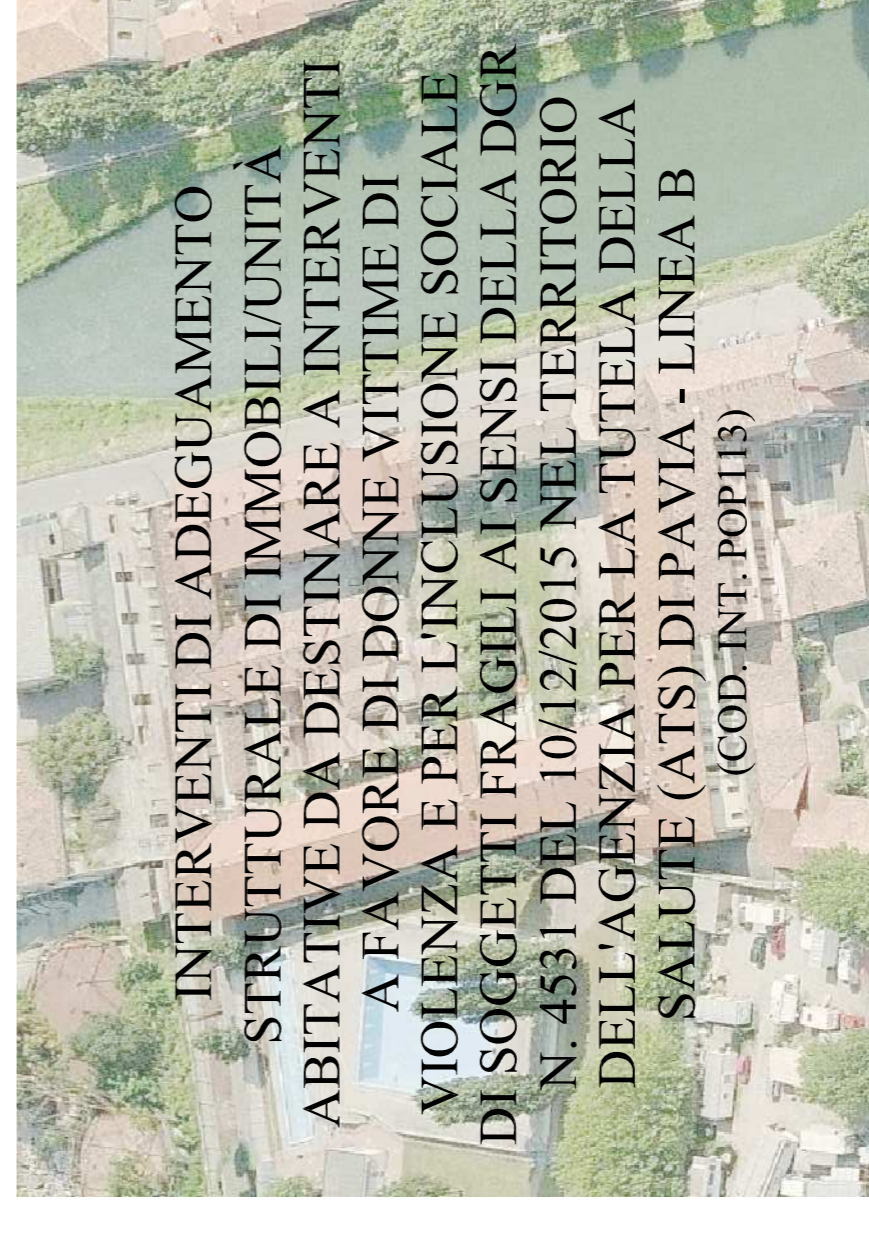 INTERVENTI DI ADEGUAMENTO
STRUTTURALE DI IMMOBILI/UNITÀ
ABITATIVE DA DESTINARE A INTERVENTI
A FAVORE DI DONNE VITTIME DI
VIOLENZA E PER L'INCLUSIONE SOCIALE
DI SOGGETTI FRAGILI AI SENSI DELLA DGR
N. 4531 DEL 10/12/2015 NEL TERRITORIO
DELL'AGENZIA PER LA TUTELA DELLA
SALUTE (ATS) DI PAVIA - LINEA B
(COD. INT. POP113)